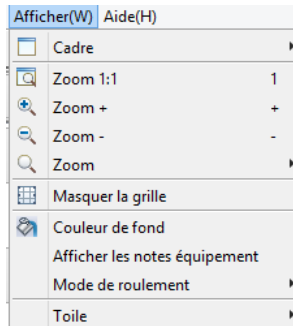 Afficher(W) Aide(H)
Cadre
Zoom 1:1 1
Zoom + +
Zoom - -
Zoom
Masquer la grille
Couleur de fond
Afficher les notes équipement
Mode de roulement
Toile